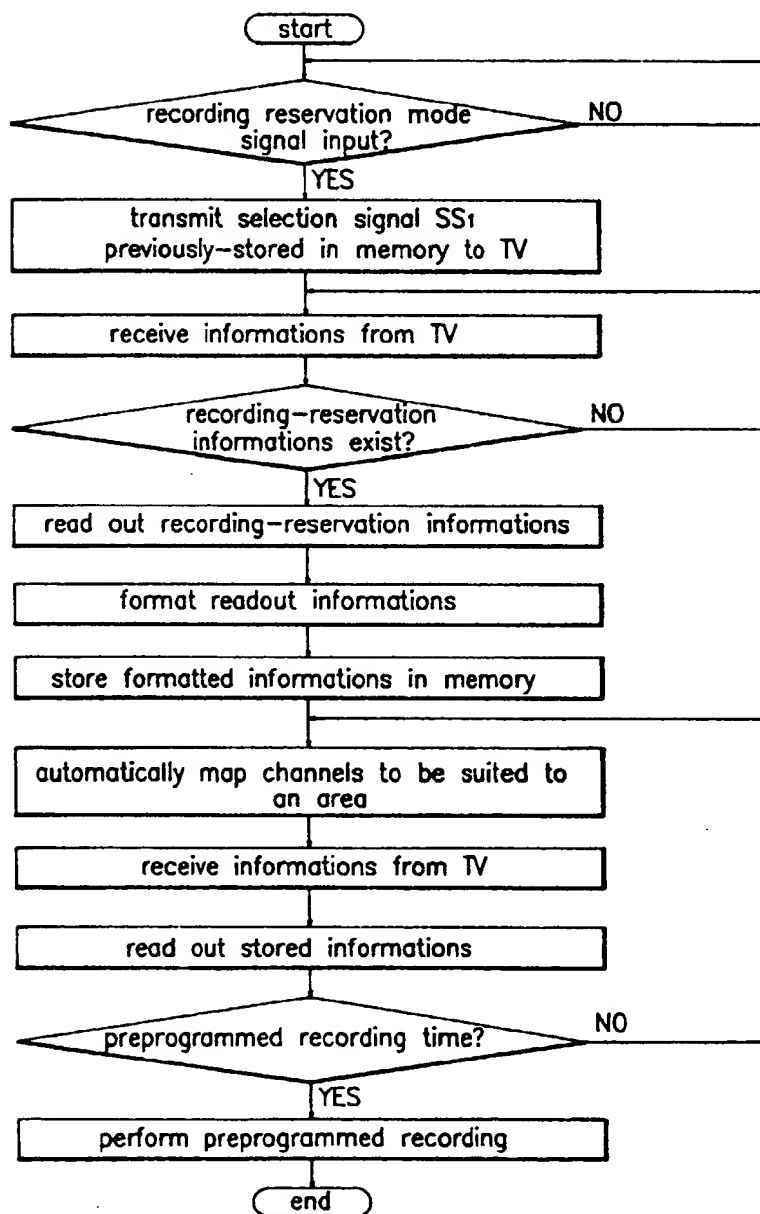 start
recording reservation mode
signal input?
NO
YES
transmit selection signal SS1
previously-stored in memory to TV
receive informations from TV
recording-reservation
informations exist?
NO
YES
read out recording-reservation informations
format readout informations
store formatted informations in memory
automatically map channels to be suited to
an area
receive informations from TV
read out stored informations
preprogrammed recording time?
NO
YES
perform preprogrammed recording
end